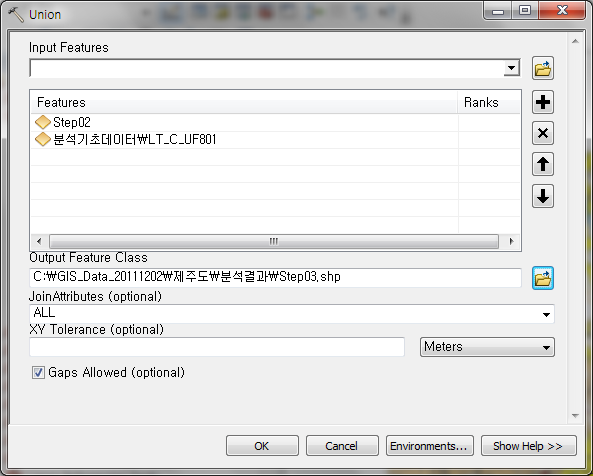 Union
Input Features
Features Ranks
Step02
분석기초데이터₩LT_C_UF801
Output Feature Class
C:₩GIS_Data_20111202₩제주도₩분석결과₩Step03.shp
JoinAttributes (optional)
ALL
XY Tolerance (optional)
Meters
Gaps Allowed (optional)
OK Cancel Environments... Show Help >>